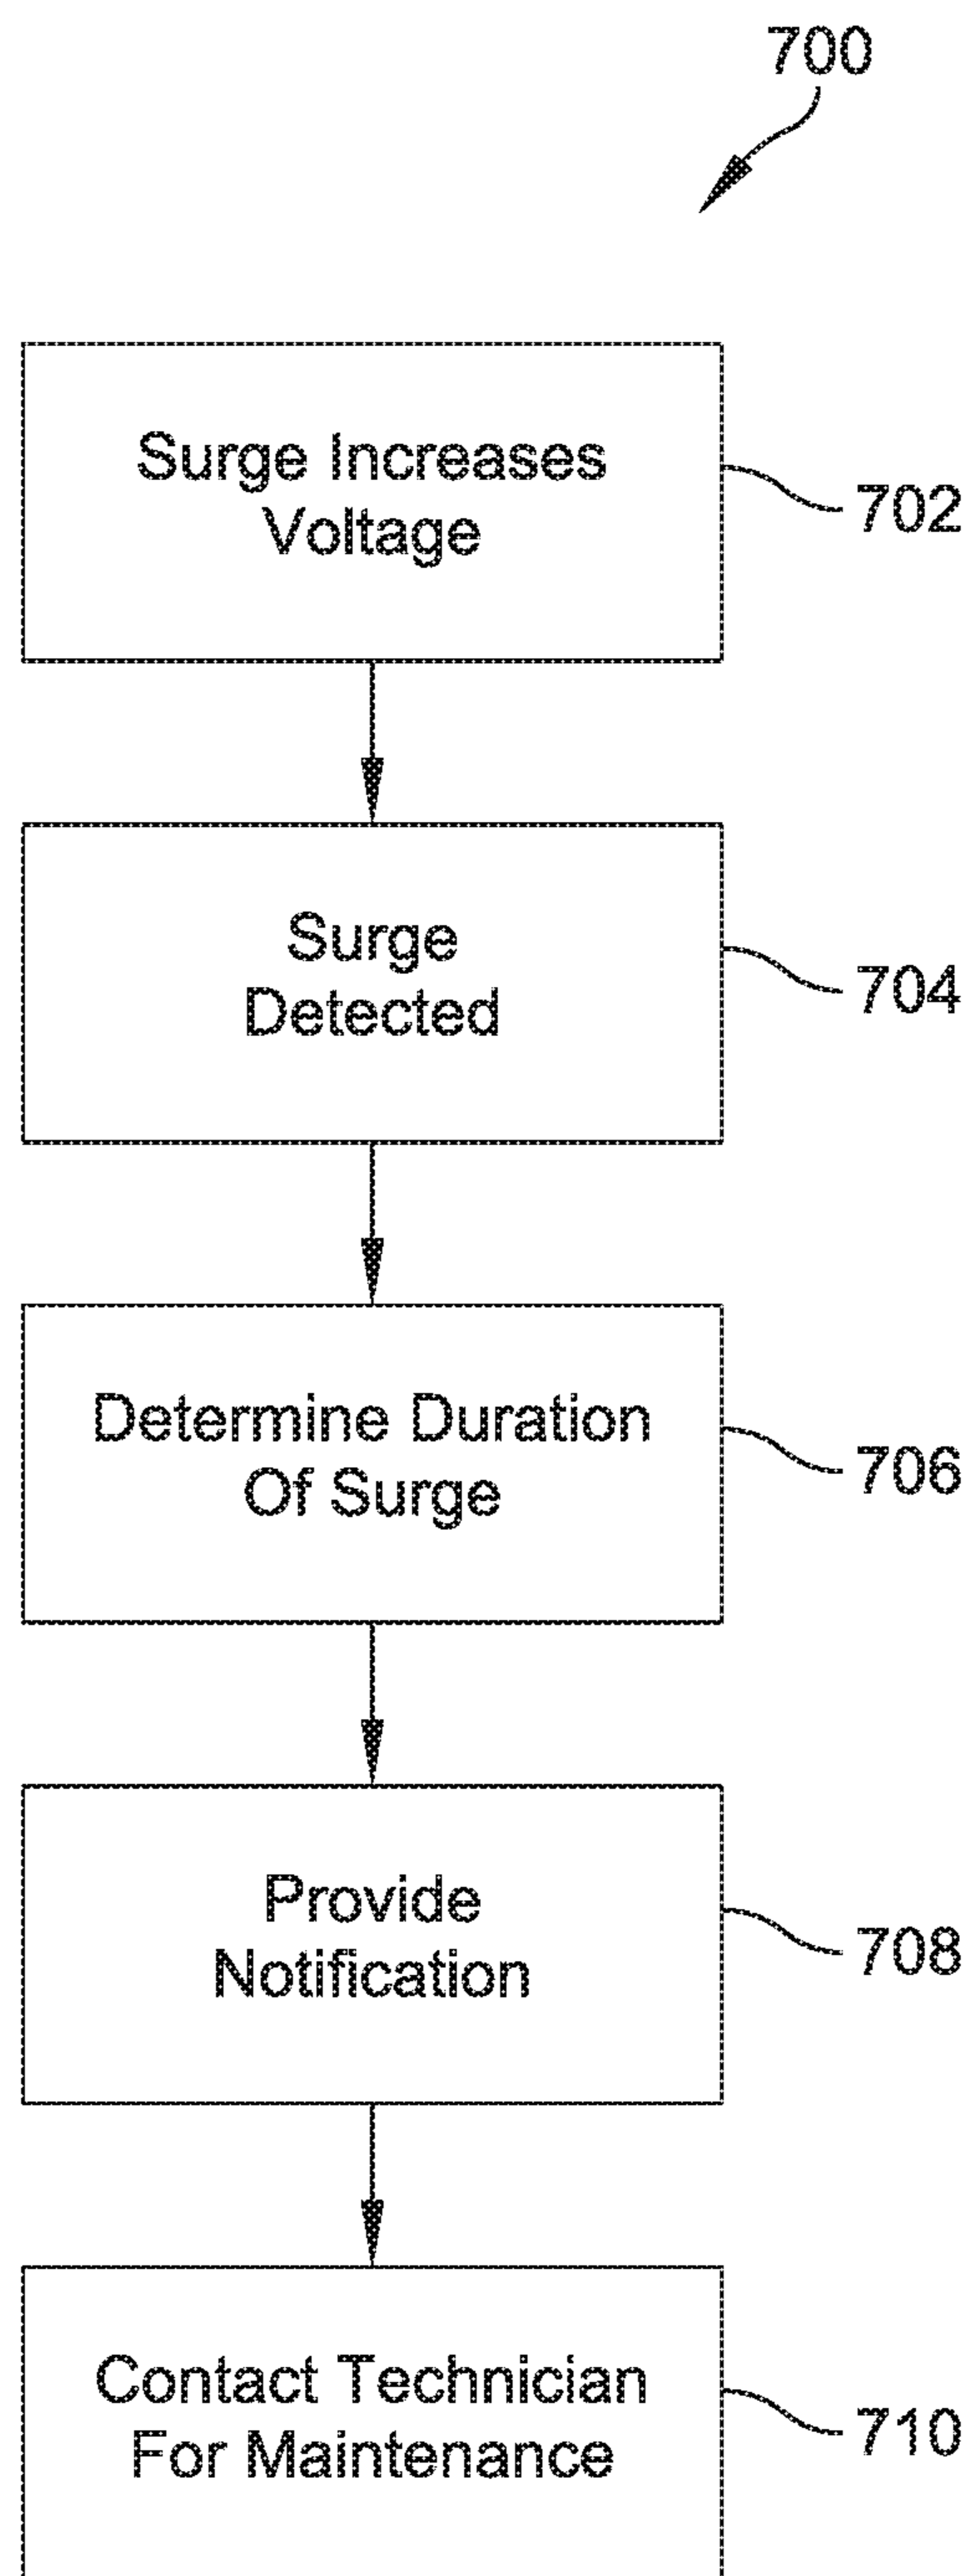 700
Surge Increases
Voltage
702
Surge
Detected
704
Determine Duration
Of Surge
706
Provide
Notification
708
Contact Technician
For Maintenance
710